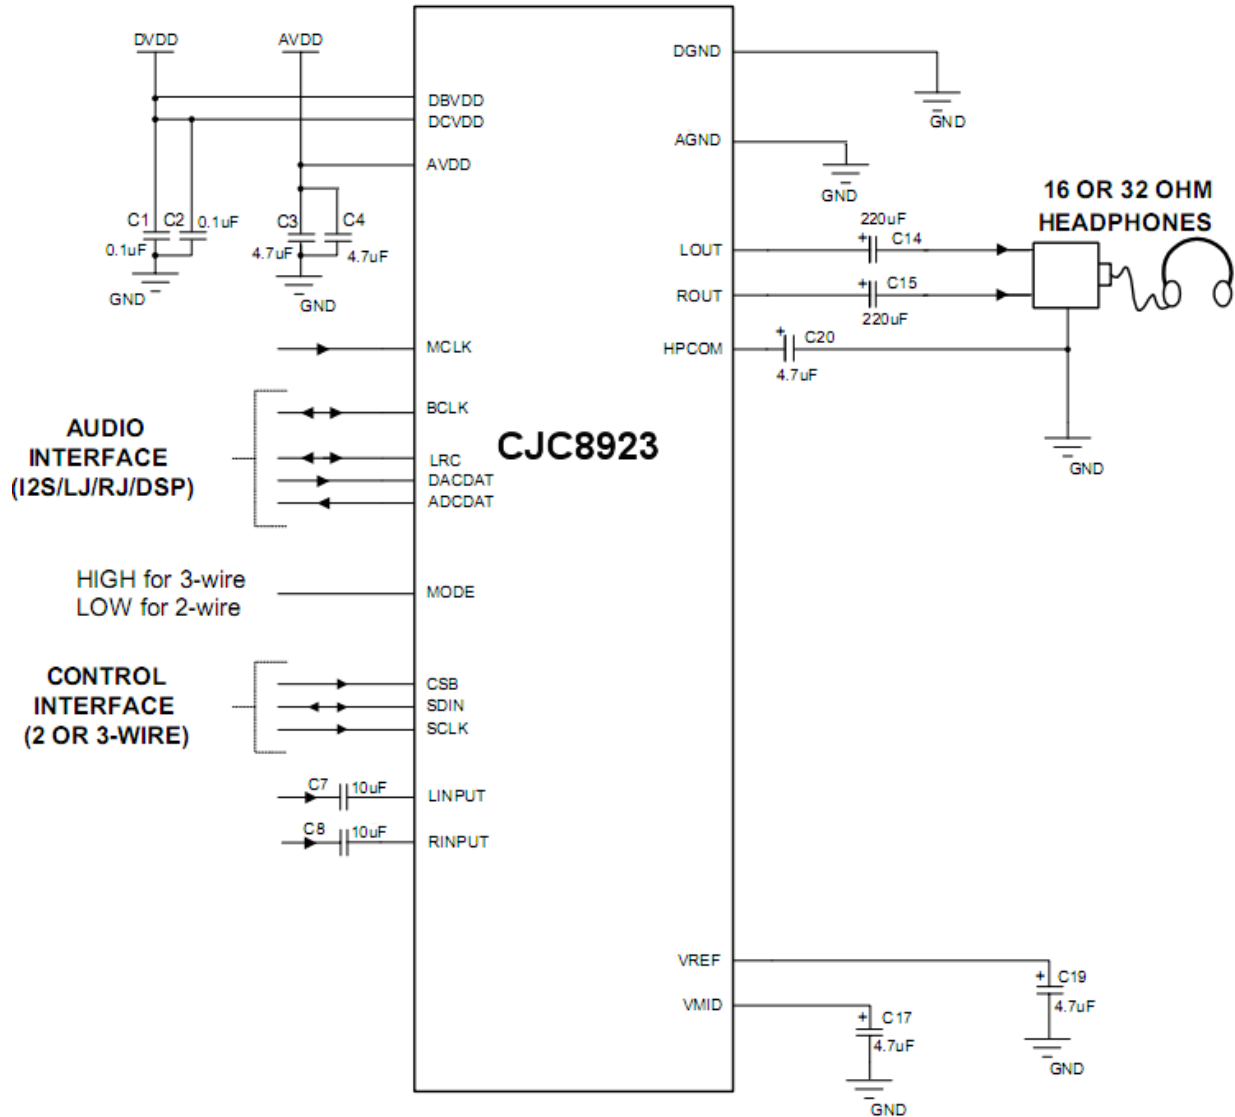 DVDD
AVDD
DBVDD
DCVDD
AVDD
C1
C2
0.1uF
0.1uF
GND
C3
C4
4.7uF
4.7uF
GND
MCLK
AUDIO
INTERFACE
(I2S/LJ/RJ/DSP)
BCLK
LRC
DACDAT
ADCDAT
HIGH for 3-wire
LOW for 2-wire
MODE
CONTROL
INTERFACE
(2 OR 3-WIRE)
CSB
SDIN
SCLK
C7
10uF
LINPUT
C8
10uF
RINPUT
CJC8923
DGND
GND
AGND
GND
16 OR 32 OHM
HEADPHONES
LOUT
220uF
+
C14
ROUT
+
C15
220uF
HPCOM
+
C20
4.7uF
GND
VREF
+
C19
4.7uF
GND
VMID
+
C17
4.7uF
GND